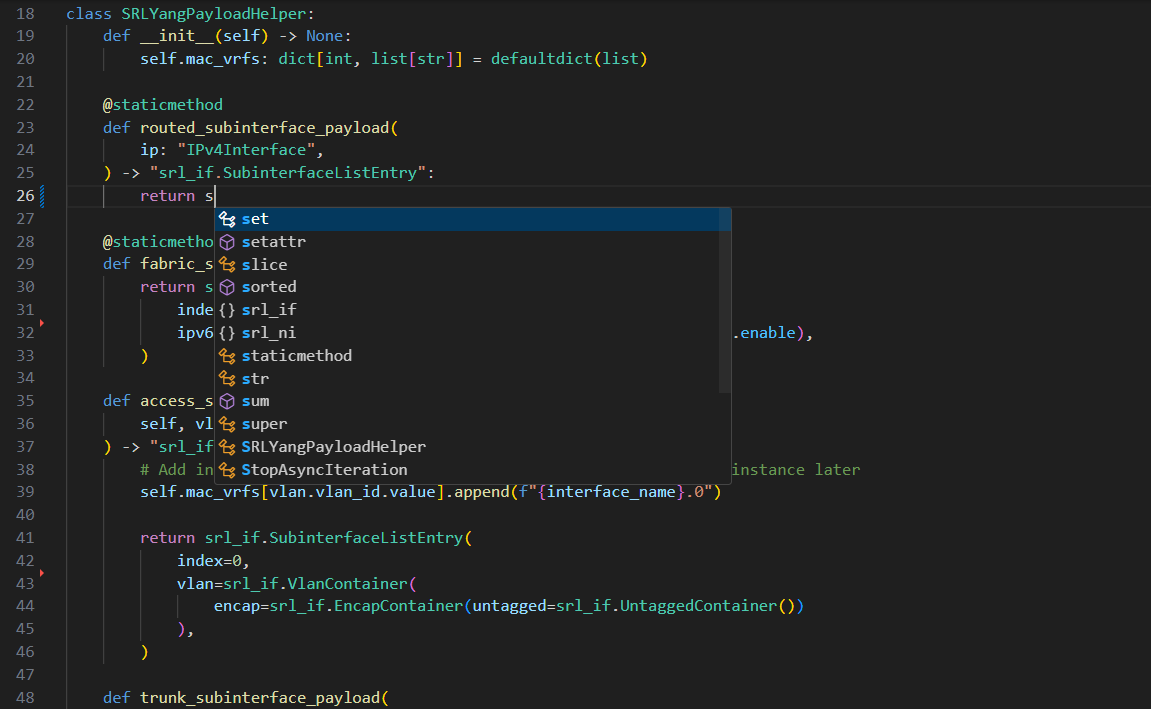 18 class SRLYangPayloadHelper:
19 def __init__(self) -> None:
20 self.mac_vrfs: dict[int, list[str]] = defaultdict(list)
21
22 @staticmethod
23 def routed_subinterface_payload(
24 ip: "IPv4Interface",
25 ) -> "srl_if.SubinterfaceListEntry":
26 return s
27 set
28 @staticmetho setattr
29 def fabric_s slice
30 return s sorted
31 inde srl_if
32 ipv6 srl_ni .enable),
33 ) staticmethod
34 str
35 def access_s sum
36 self, vl super
37 ) -> "srl_if SRLYangPayloadHelper
38 # Add in StopAsyncIteration instance later
39 self.mac_vrfs[vlan.vlan_id.value].append(f"{interface_name}.0")
40
41 return srl_if.SubinterfaceListEntry(
42 index=0,
43 vlan=srl_if.VlanContainer(
44 encap=srl_if.EncapContainer(untagged=srl_if.UntaggedContainer())
45 ),
46 )
47
48 def trunk_subinterface_payload(